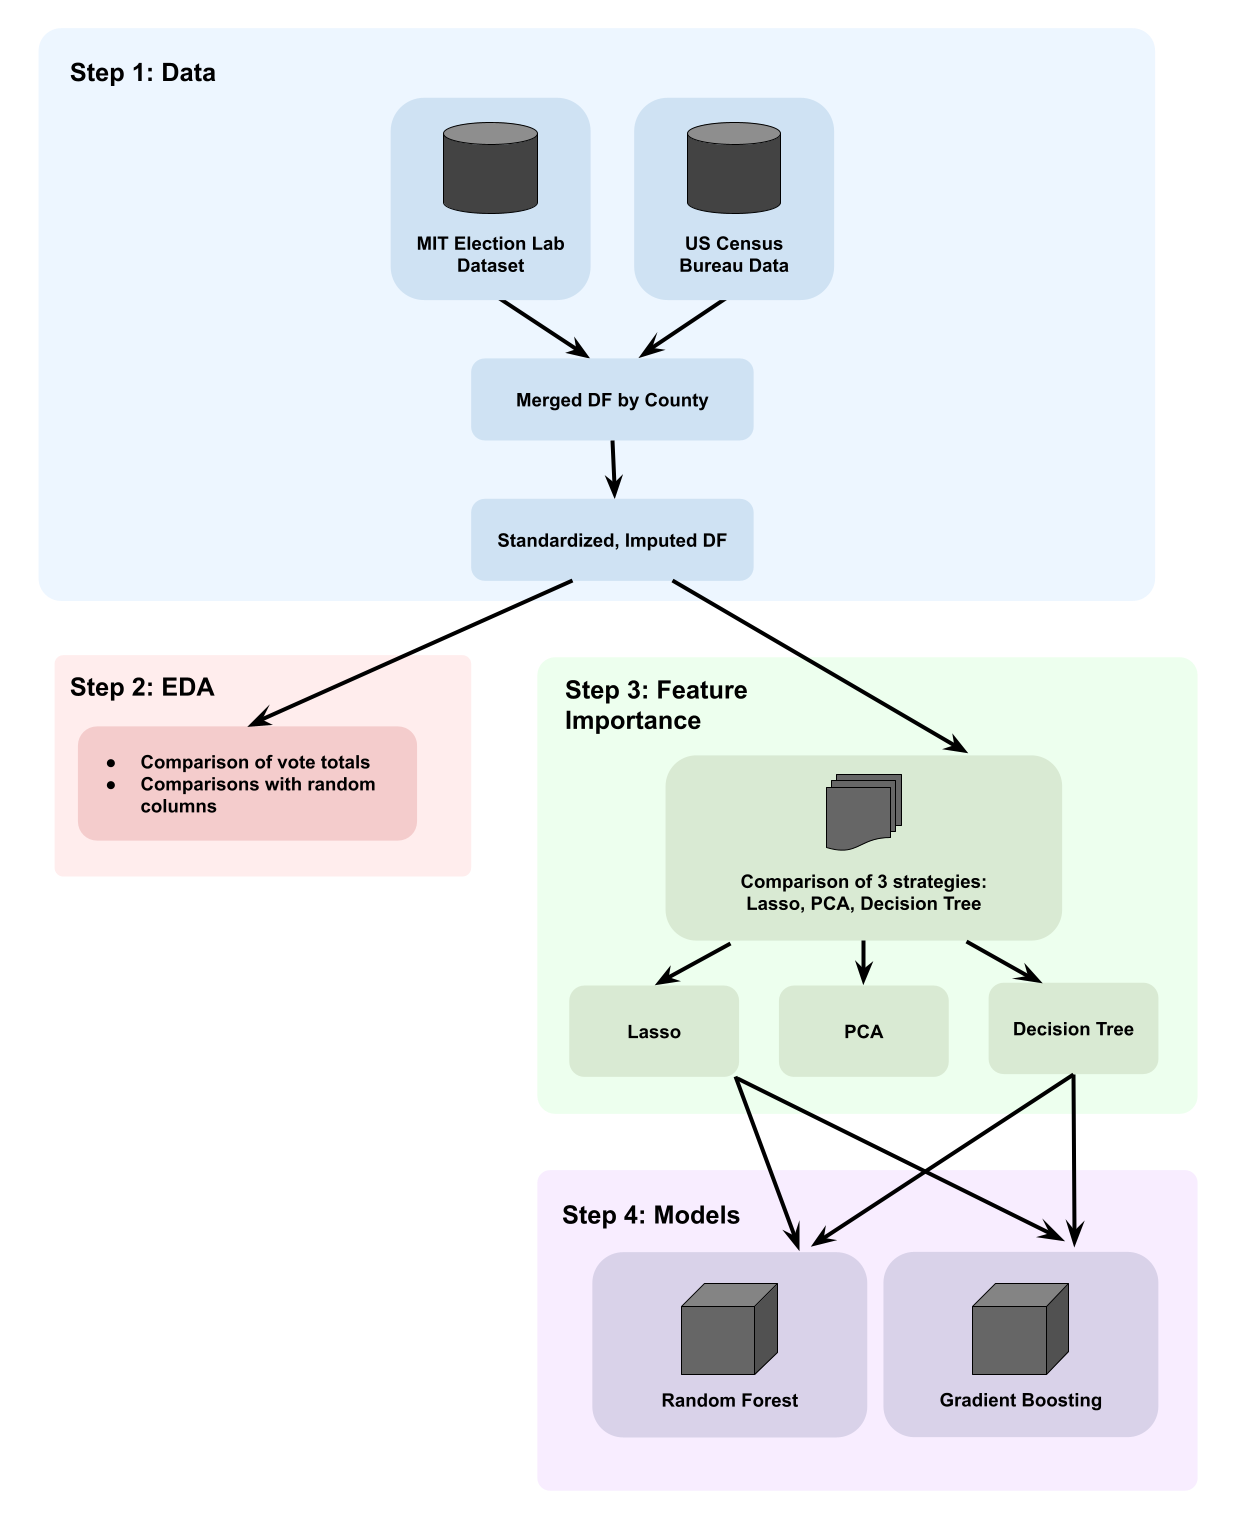 Step 1: Data
MIT Election Lab
Dataset
US Census
Bureau Data
Merged DF by County
Standardized, Imputed DF
Step 2: EDA
● Comparison of vote totals
● Comparisons with random
columns
Step 3: Feature
Importance
Comparison of 3 strategies:
Lasso, PCA, Decision Tree
Lasso
PCA
Decision Tree
Step 4: Models
Random Forest
Gradient Boosting